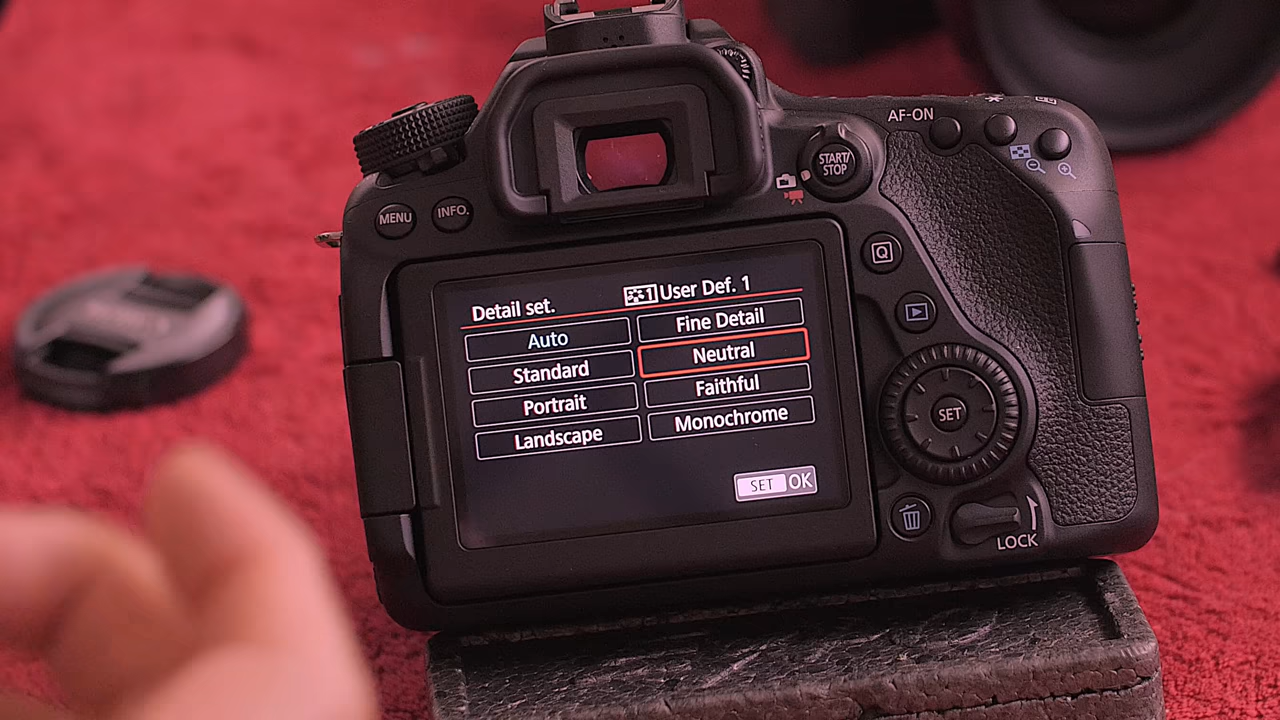 AF-ON
START/
STOP
MENU
INFO.
Q
Detail set.
User Def. 1
Auto
Fine Detail
Standard
Neutral
Portrait
Faithful
Landscape
Monochrome
SET OK
SET
LOCK